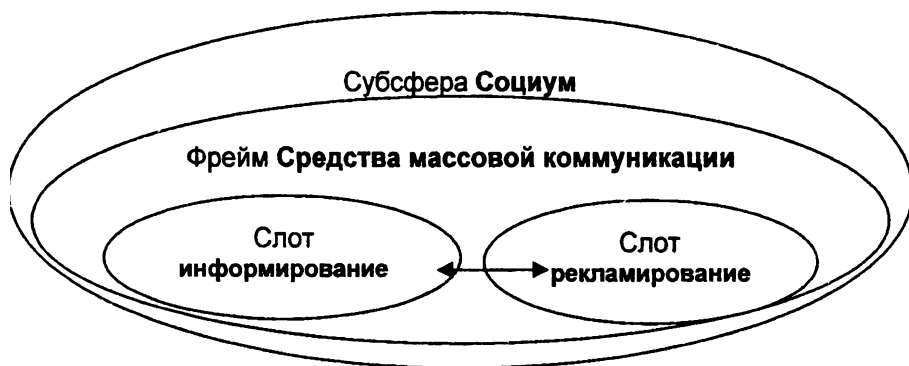 Субсфера Социум
Фрейм Средства массовой коммуникации
Слот
информирование
Слот
рекламирование